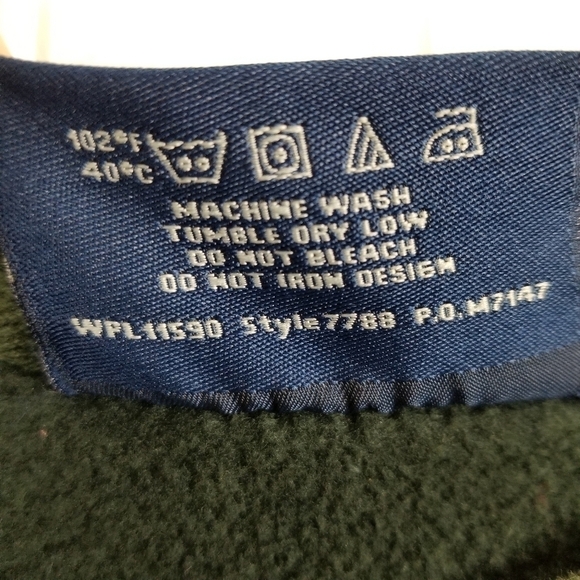 102°F
40°C
MACHINE WASH
TUMBLE DRY LOW
DO NOT BLEACH
DO NOT IRON DESIGN
WPL11590 Style7788 P.O.M7147